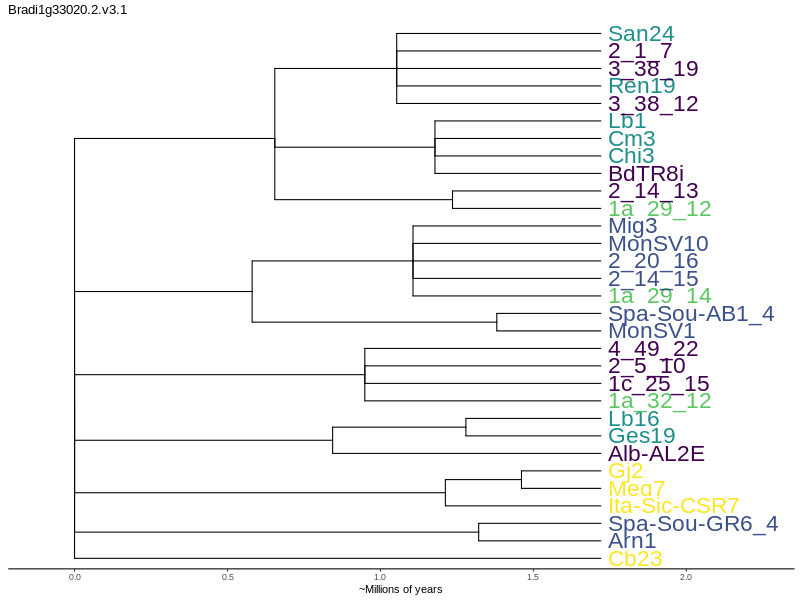 Bradi1g33020.2.v3.1
San24
2_1_7
3_38_19
Ren19
3_38_12
Lb1
Cm3
Chi3
BdTR8i
2_14_13
1a_29_12
Mig3
MonSV10
2_20_16
2_14_15
1a_29_14
Spa-Sou-AB1_4
MonSV1
4_49_22
2_5_10
1c_25_15
1a_32_12
Lb16
Ges19
Alb-AL2E
Gj2
Meg7
Ita-Sic-CSR7
Spa-Sou-GR6_4
Arn1
Cb23
0.0 0.5 1.0 1.5 2.0
~Millions of years